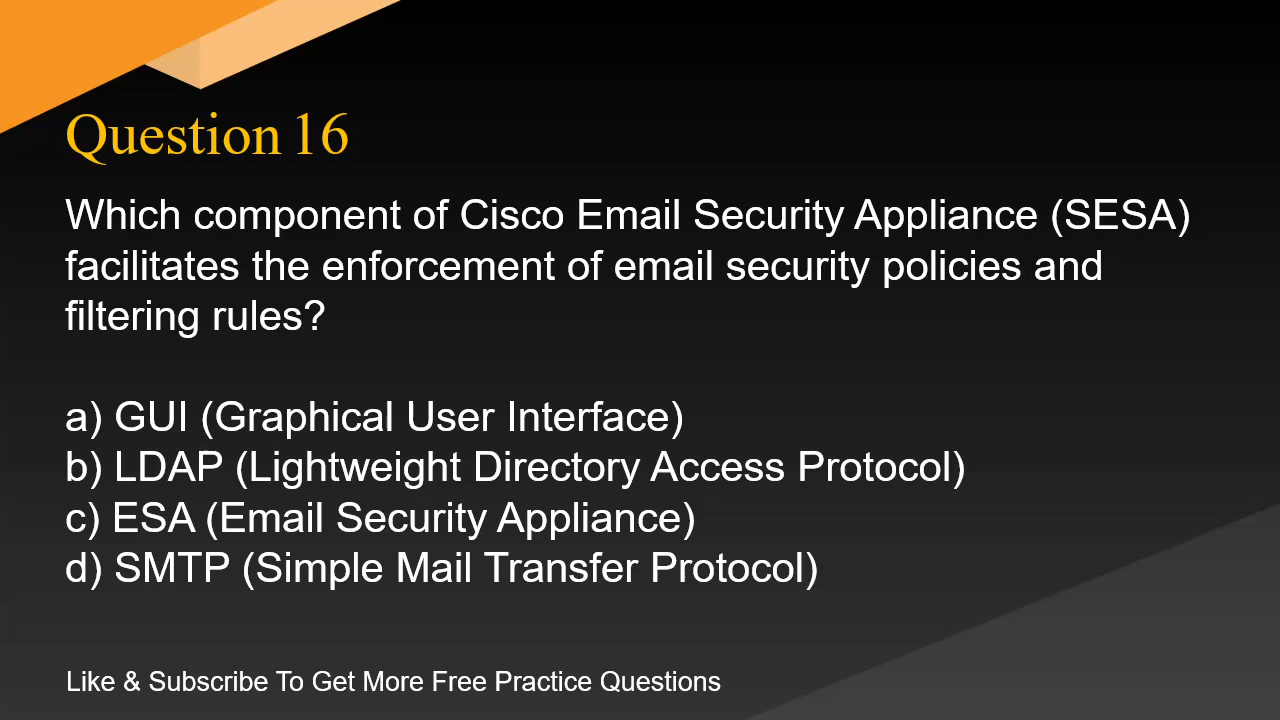 Question 16
Which component of Cisco Email Security Appliance (SESA)
facilitates the enforcement of email security policies and
filtering rules?
a) GUI (Graphical User Interface)
b) LDAP (Lightweight Directory Access Protocol)
c) ESA (Email Security Appliance)
d) SMTP (Simple Mail Transfer Protocol)
Like & Subscribe To Get More Free Practice Questions